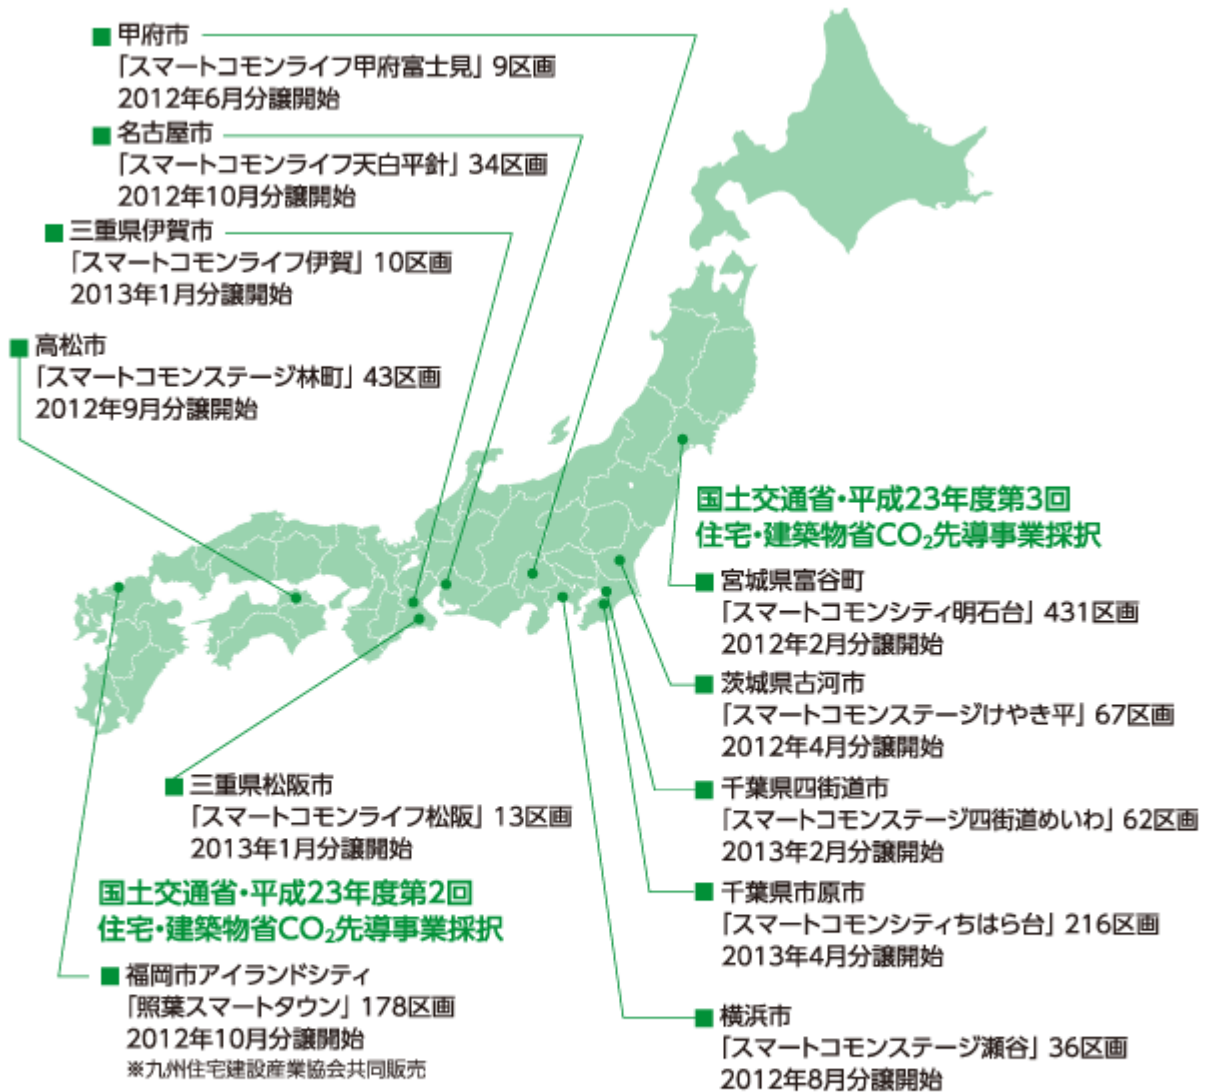 ■ 甲府市
「スマートコモンライフ甲府富士見」 9区画
2012年6月分譲開始
■ 名古屋市
「スマートコモンライフ天白平針」 34区画
2012年10月分譲開始
■ 三重県伊賀市
「スマートコモンライフ伊賀」 10区画
2013年1月分譲開始
■ 高松市
「スマートコモンステージ林町」 43区画
2012年9月分譲開始
■ 三重県松阪市
「スマートコモンライフ松阪」 13区画
2013年1月分譲開始
国土交通省・平成23年度第2回
住宅・建築物省CO₂先導事業採択
■ 福岡市アイランドシティ
「照葉スマートタウン」 178区画
2012年10月分譲開始
※九州住宅建設産業協会共同販売
国土交通省・平成23年度第3回
住宅・建築物省CO₂先導事業採択
■ 宮城県富谷町
「スマートコモンシティ明石台」 431区画
2012年2月分譲開始
■ 茨城県古河市
「スマートコモンステージけやき平」 67区画
2012年4月分譲開始
■ 千葉県四街道市
「スマートコモンステージ四街道めいわ」 62区画
2013年2月分譲開始
■ 千葉県市原市
「スマートコモンシティちはら台」 216区画
2013年4月分譲開始
■ 横浜市
「スマートコモンステージ瀬谷」 36区画
2012年8月分譲開始